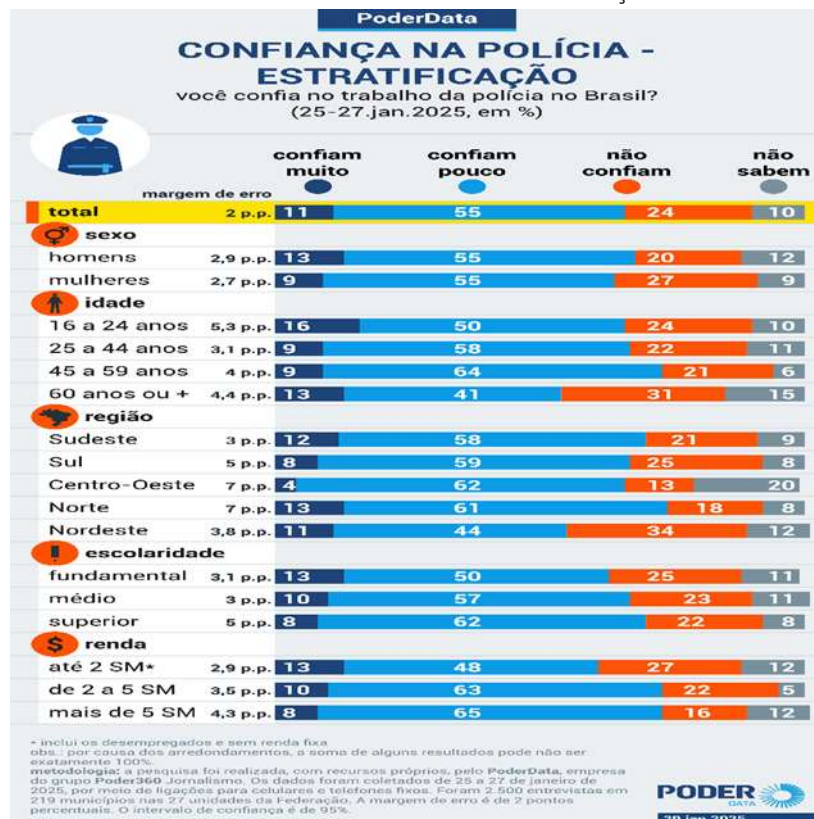 PoderData
CONFIANÇA NA POLÍCIA -
ESTRATIFICAÇÃO
você confia no trabalho da polícia no Brasil?
(25-27.jan.2025, em %)
confiam muito
confiam pouco
não confiam
não sabem
margem de erro
total 2 p.p. 11 55 24 10
sexo
homens 2,9 p.p. 13 55 20 12
mulheres 2,7 p.p. 9 55 27 9
idade
16 a 24 anos 5,3 p.p. 16 50 24 10
25 a 44 anos 3,1 p.p. 9 58 22 11
45 a 59 anos 4 p.p. 9 64 21 6
60 anos ou + 4,4 p.p. 13 41 31 15
região
Sudeste 3 p.p. 12 58 21 9
Sul 5 p.p. 8 59 25 8
Centro-Oeste 7 p.p. 4 62 13 20
Norte 7 p.p. 13 61 18 8
Nordeste 3,8 p.p. 11 44 34 12
escolaridade
fundamental 3,1 p.p. 13 50 25 11
médio 3 p.p. 10 57 23 11
superior 5 p.p. 8 62 22 8
$ renda
até 2 SM* 2,9 p.p. 13 48 27 12
de 2 a 5 SM 3,5 p.p. 10 63 22 5
mais de 5 SM 4,3 p.p. 8 65 16 12
* inclui os desempregados e sem renda fixa
obs.: por causa dos arredondamentos, a soma de alguns resultados pode não ser
exatamente 100%.
metodologia: a pesquisa foi realizada, com recursos próprios, pelo PoderData, empresa
do grupo Poder360 Jornalismo. Os dados foram coletados de 25 a 27 de janeiro de
2025, por meio de ligações para celulares e telefones fixos. Foram 2.500 entrevistas em
219 municípios nas 27 unidades da Federação. A margem de erro é de 2 pontos
percentuais. O intervalo de confiança é de 95%.
PODER
DATA